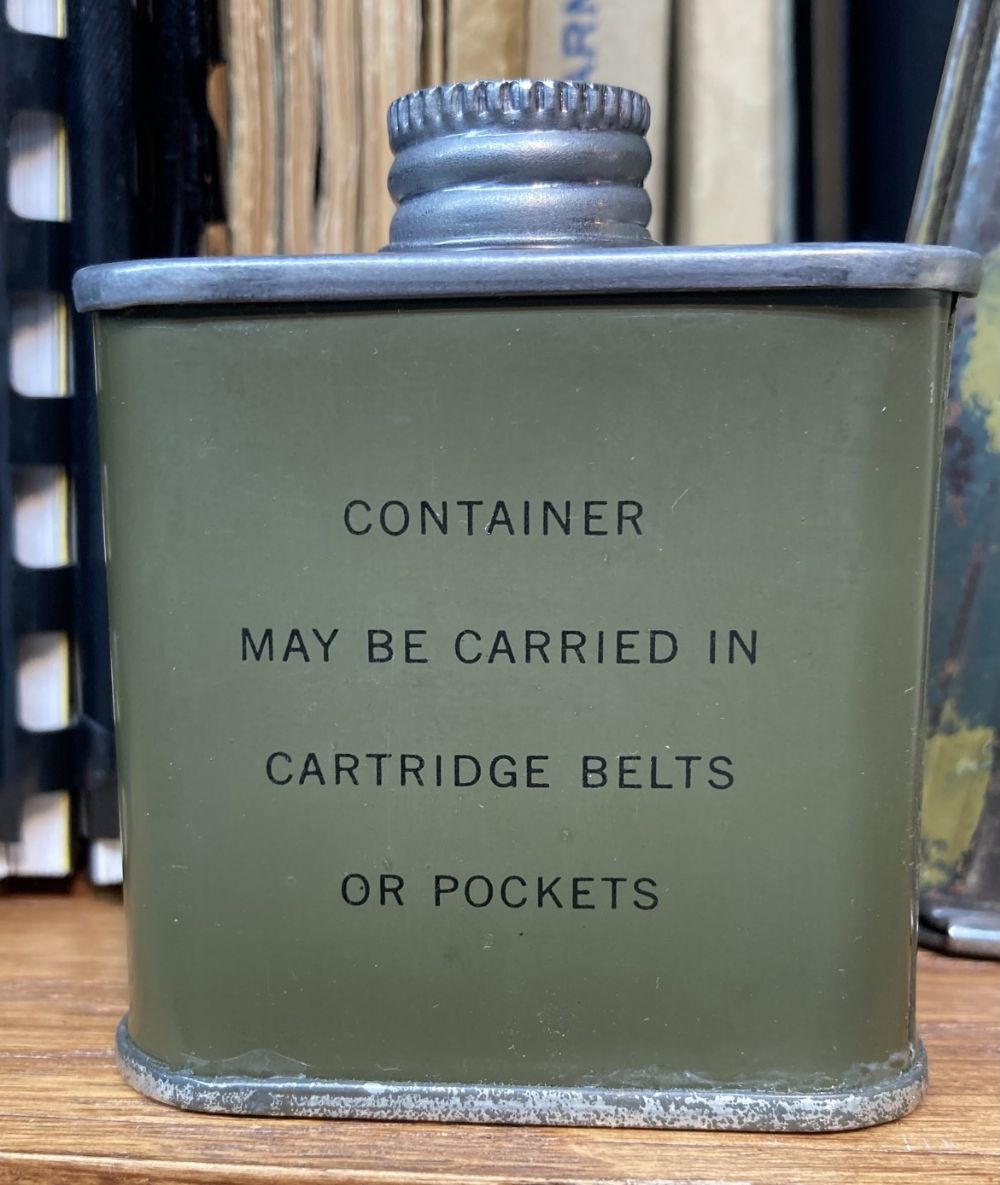 CONTAINER
MAY BE CARRIED IN
CARTRIDGE BELTS
OR POCKETS